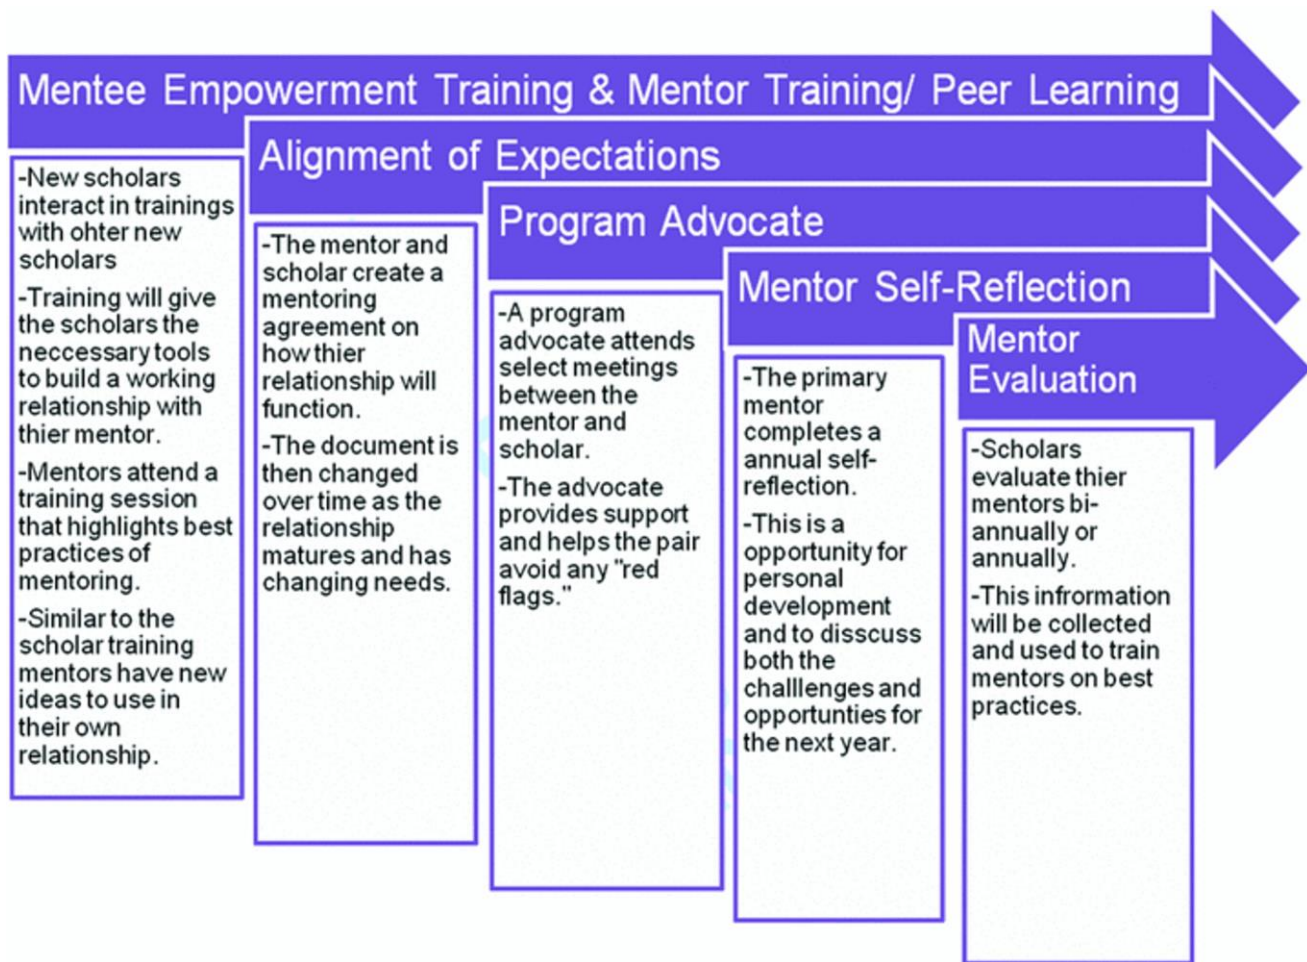 Mentee Empowerment Training & Mentor Training/ Peer Learning
-New scholars
interact in trainings
with ohter new
scholars
-Training will give
the scholars the
neccessary tools
to build a working
relationship with
thier mentor.
-Mentors attend a
training session
that highlights best
practices of
mentoring.
-Similar to the
scholar training
mentors have new
ideas to use in
their own
relationship.
Alignment of Expectations
-The mentor and
scholar create a
mentoring
agreement on
how thier
relationship will
function.
-The document is
then changed
over time as the
relationship
matures and has
changing needs.
Program Advocate
-A program
advocate attends
select meetings
between the
mentor and
scholar.
-The advocate
provides support
and helps the pair
avoid any "red
flags."
Mentor Self-Reflection
-The primary
mentor
completes a
annual self-
reflection.
-This is a
opportunity for
personal
development
and to disscuss
both the
challlenges and
opportunties for
the next year.
Mentor
Evaluation
-Scholars
evaluate thier
mentors bi-
annually or
annually.
-This infrormation
will be collected
and used to train
mentors on best
practices.